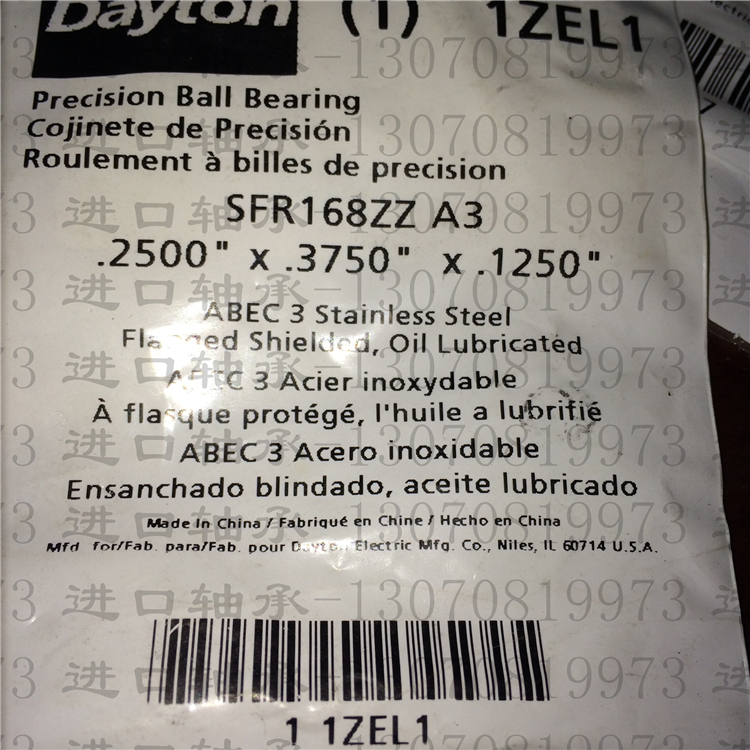 Dayton (1) 1ZEL1
Precision Ball Bearing
Cojinete de Precisión
Roulement à billes de precision
SFR168ZZ A3
.2500" x .3750" x .1250"
ABEC 3 Stainless Steel
Flanged Shielded, Oil Lubricated
ABEC 3 Acier inoxydable
À flasque protégé, l'huile a lubrifié
ABEC 3 Acero inoxidable
Ensanchado blindado, aceite lubricado
Made In China / Fabriqué en Chine / Hecho en China
Mfd for/Fab. para/Fab. pour Dayton Electric Mfg. Co., Niles, IL 60714 U.S.A.
1 1ZEL1
进口轴承-13070819973